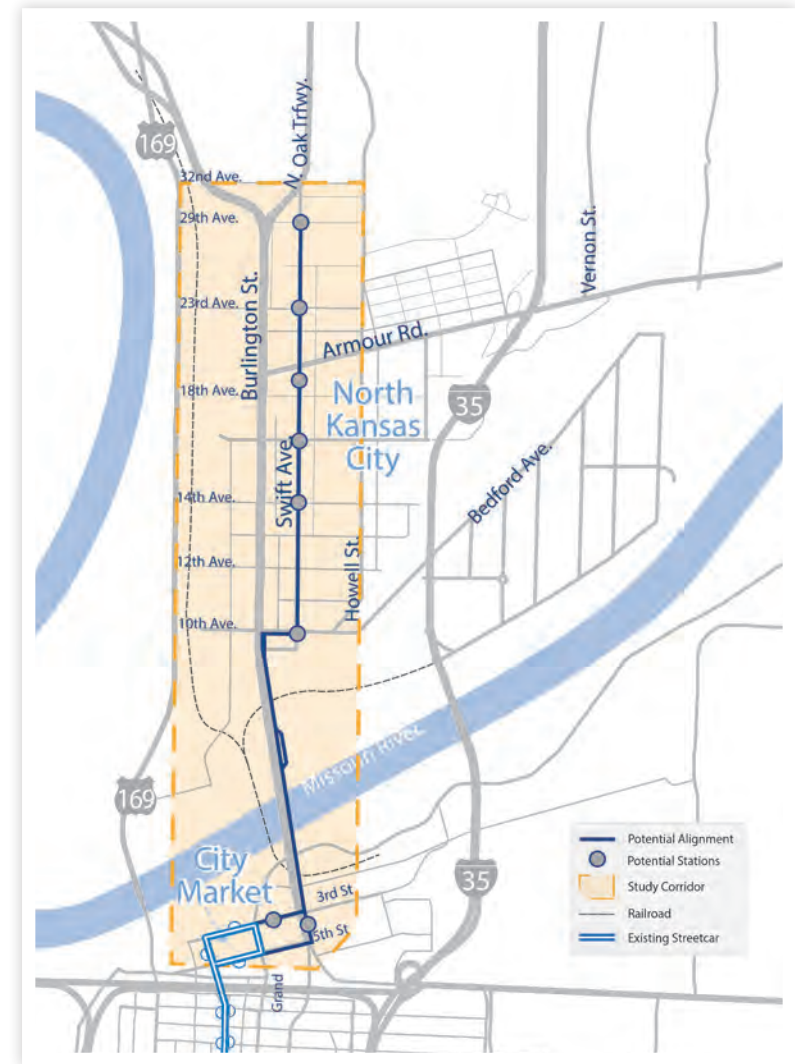 169
N. Oak Trfwy.
32nd Ave.
29th Ave.
Burlington St.
23rd Ave.
Vernon St.
Armour Rd.
18th Ave.
North
Kansas
City
35
Swift Ave.
Bedford Ave.
14th Ave.
12th Ave.
Howell St.
10th Ave.
Missouri River
169
City
Market
35
3rd St
5th St
Grand
Potential Alignment
Potential Stations
Study Corridor
Railroad
Existing Streetcar